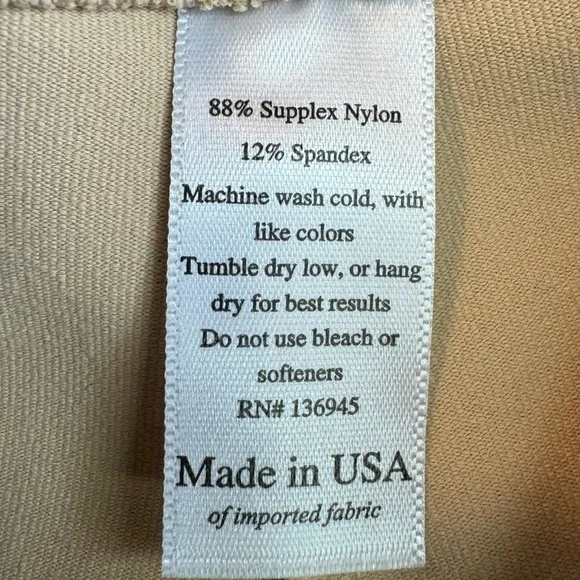 88% Supplex Nylon
12% Spandex
Machine wash cold, with
like colors
Tumble dry low, or hang
dry for best results
Do not use bleach or
softeners
RN# 136945
Made in USA
of imported fabric